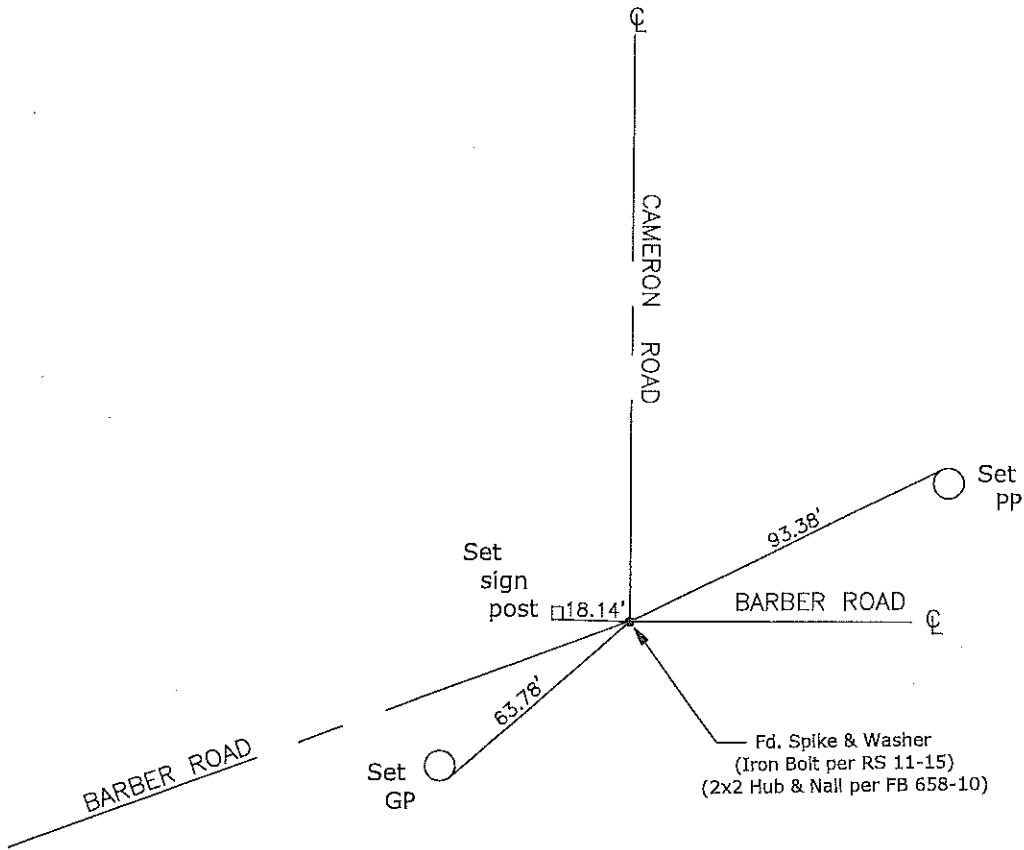 ℄
CAMERON ROAD
Set
PP
93.38'
Set
sign
post
18.14'
BARBER ROAD
℄
63.78'
BARBER ROAD
Set
GP
Fd. Spike & Washer
(Iron Bolt per RS 11-15)
(2x2 Hub & Nail per FB 658-10)